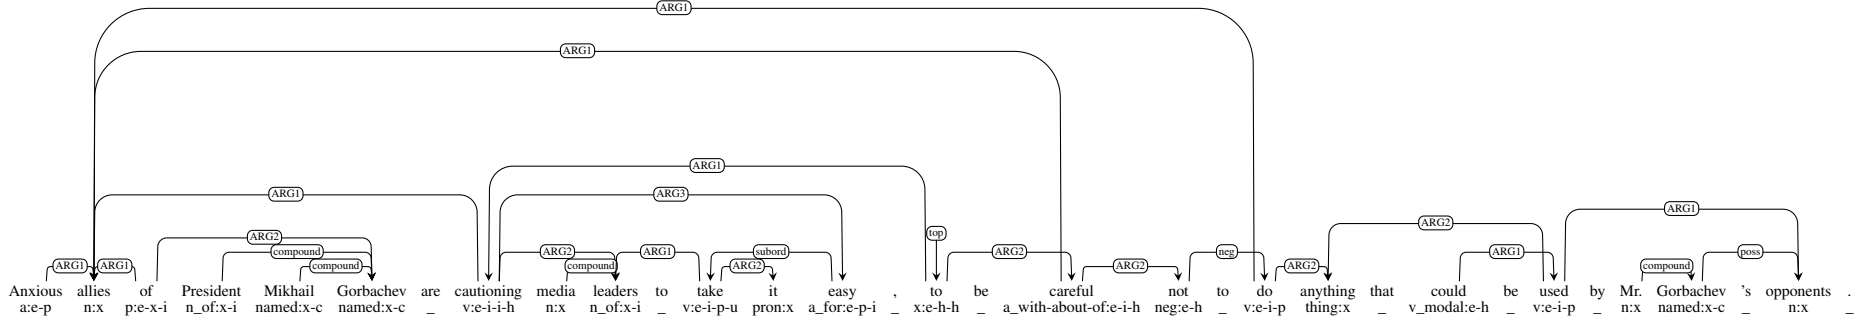 ARG1
ARG1
ARG1
ARG1 ARG3 ARG1
top ARG2 ARG2
ARG2 compound ARG2 ARG1 subord ARG2 neg ARG1 poss
ARG1 ARG1 compound compound ARG2 ARG2 ARG2 compound
Anxious allies of President Mikhail Gorbachev are cautioning media leaders to take it easy , to be careful not to do anything that could be used by Mr. Gorbachev 's opponents .
a:e-p n:x p:e-x-i n_of:x-i named:x-c named:x-c _ v:e-i-i-h n:x n_of:x-i _ v:e-i-p-u pron:x a_for:e-p-i _ x:e-h-h _ a_with-about-of:e-i-h neg:e-h _ v:e-i-p thing:x _ v_modal:e-h _ v:e-i-p _ n:x named:x-c _ n:x _